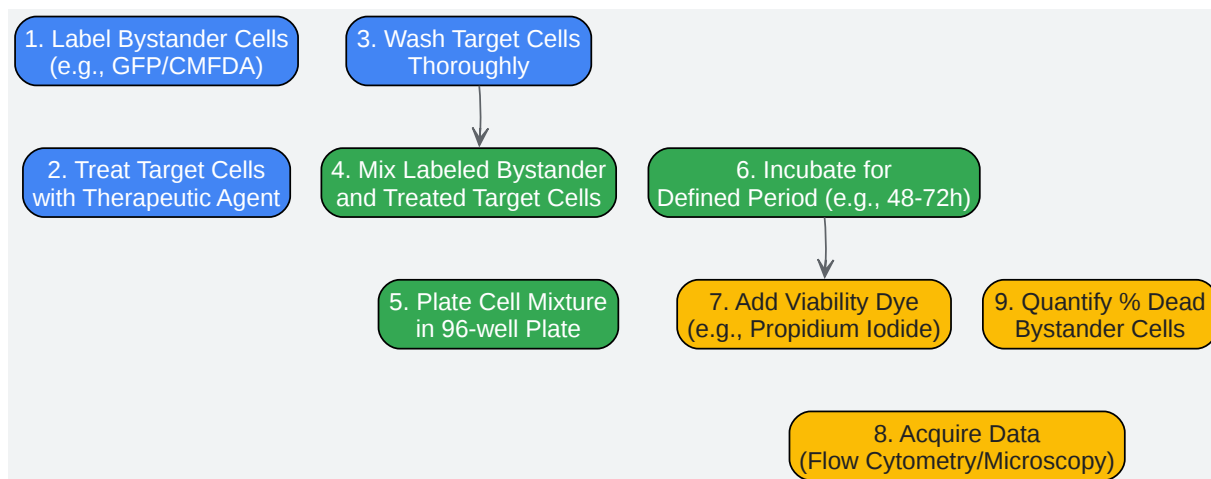 1. Label Bystander Cells
(e.g., GFP/CMFDA)
2. Treat Target Cells
with Therapeutic Agent
3. Wash Target Cells
Thoroughly
4. Mix Labeled Bystander
and Treated Target Cells
5. Plate Cell Mixture
in 96-well Plate
6. Incubate for
Defined Period (e.g., 48-72h)
7. Add Viability Dye
(e.g., Propidium Iodide)
8. Acquire Data
(Flow Cytometry/Microscopy)
9. Quantify % Dead
Bystander Cells